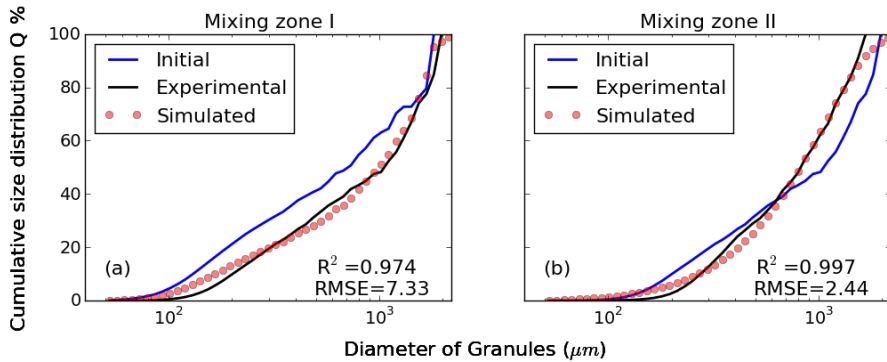 Mixing zone I
Mixing zone II
Cumulative size distribution Q %
100
80
60
40
20
0
Initial
Experimental
Simulated
(a)
R² =0.974
RMSE=7.33
10² 10³
Initial
Experimental
Simulated
(b)
R² =0.997
RMSE=2.44
10² 10³
Diameter of Granules (μm)